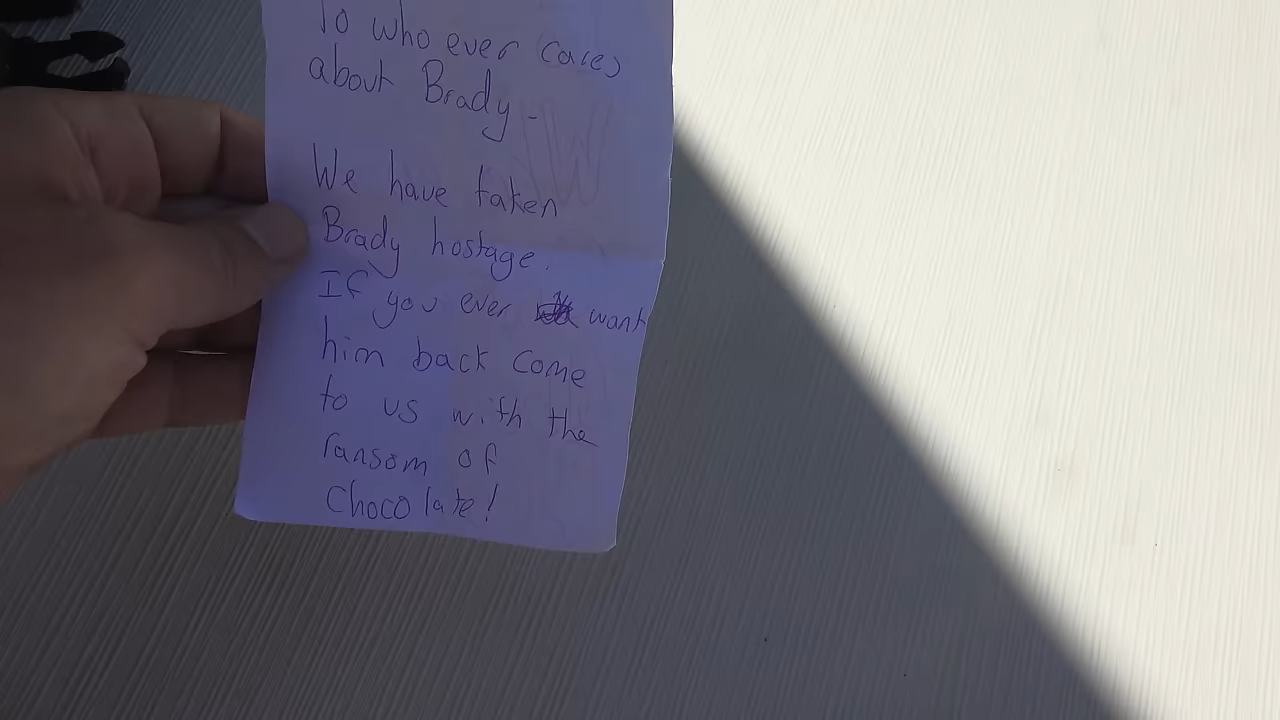 To who ever cares
about Brady -
We have taken
Brady hostage.
If you ever want
him back come
to us with the
ransom of
Chocolate!